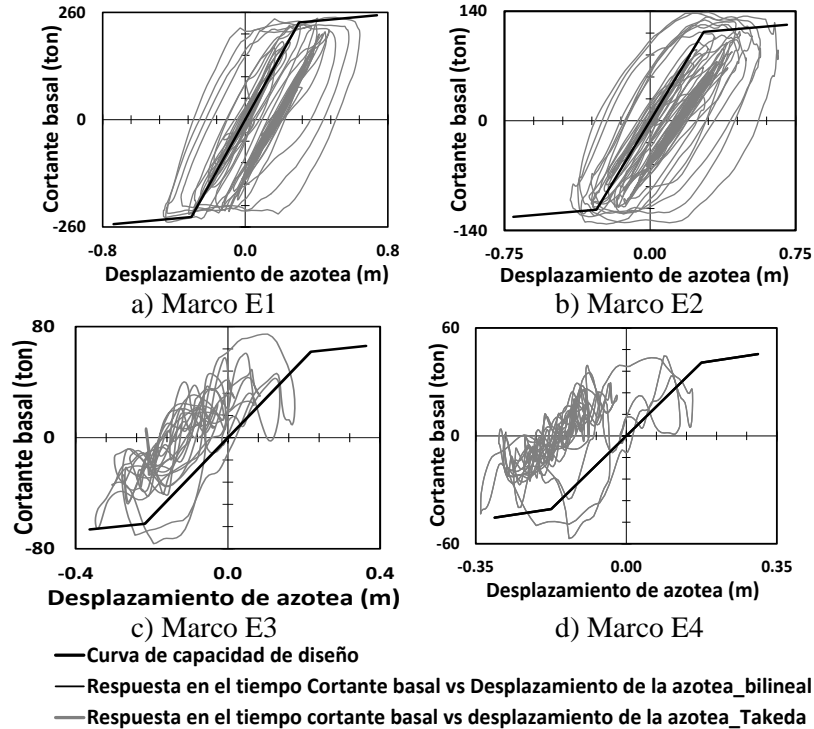 260
Cortante basal (ton)
0
-260
-0.8 0.0 0.8
Desplazamiento de azotea (m)
a) Marco E1
140
Cortante basal (ton)
0
-140
-0.75 0.00 0.75
Desplazamiento de azotea (m)
b) Marco E2
80
Cortante basal (ton)
0
-80
-0.4 0.0 0.4
Desplazamiento de azotea (m)
c) Marco E3
60
Cortante basal (ton)
0
-60
-0.35 0.00 0.35
Desplazamiento de azotea (m)
d) Marco E4
Curva de capacidad de diseño
Respuesta en el tiempo Cortante basal vs Desplazamiento de la azotea_bilineal
Respuesta en el tiempo cortante basal vs desplazamiento de la azotea_Takeda